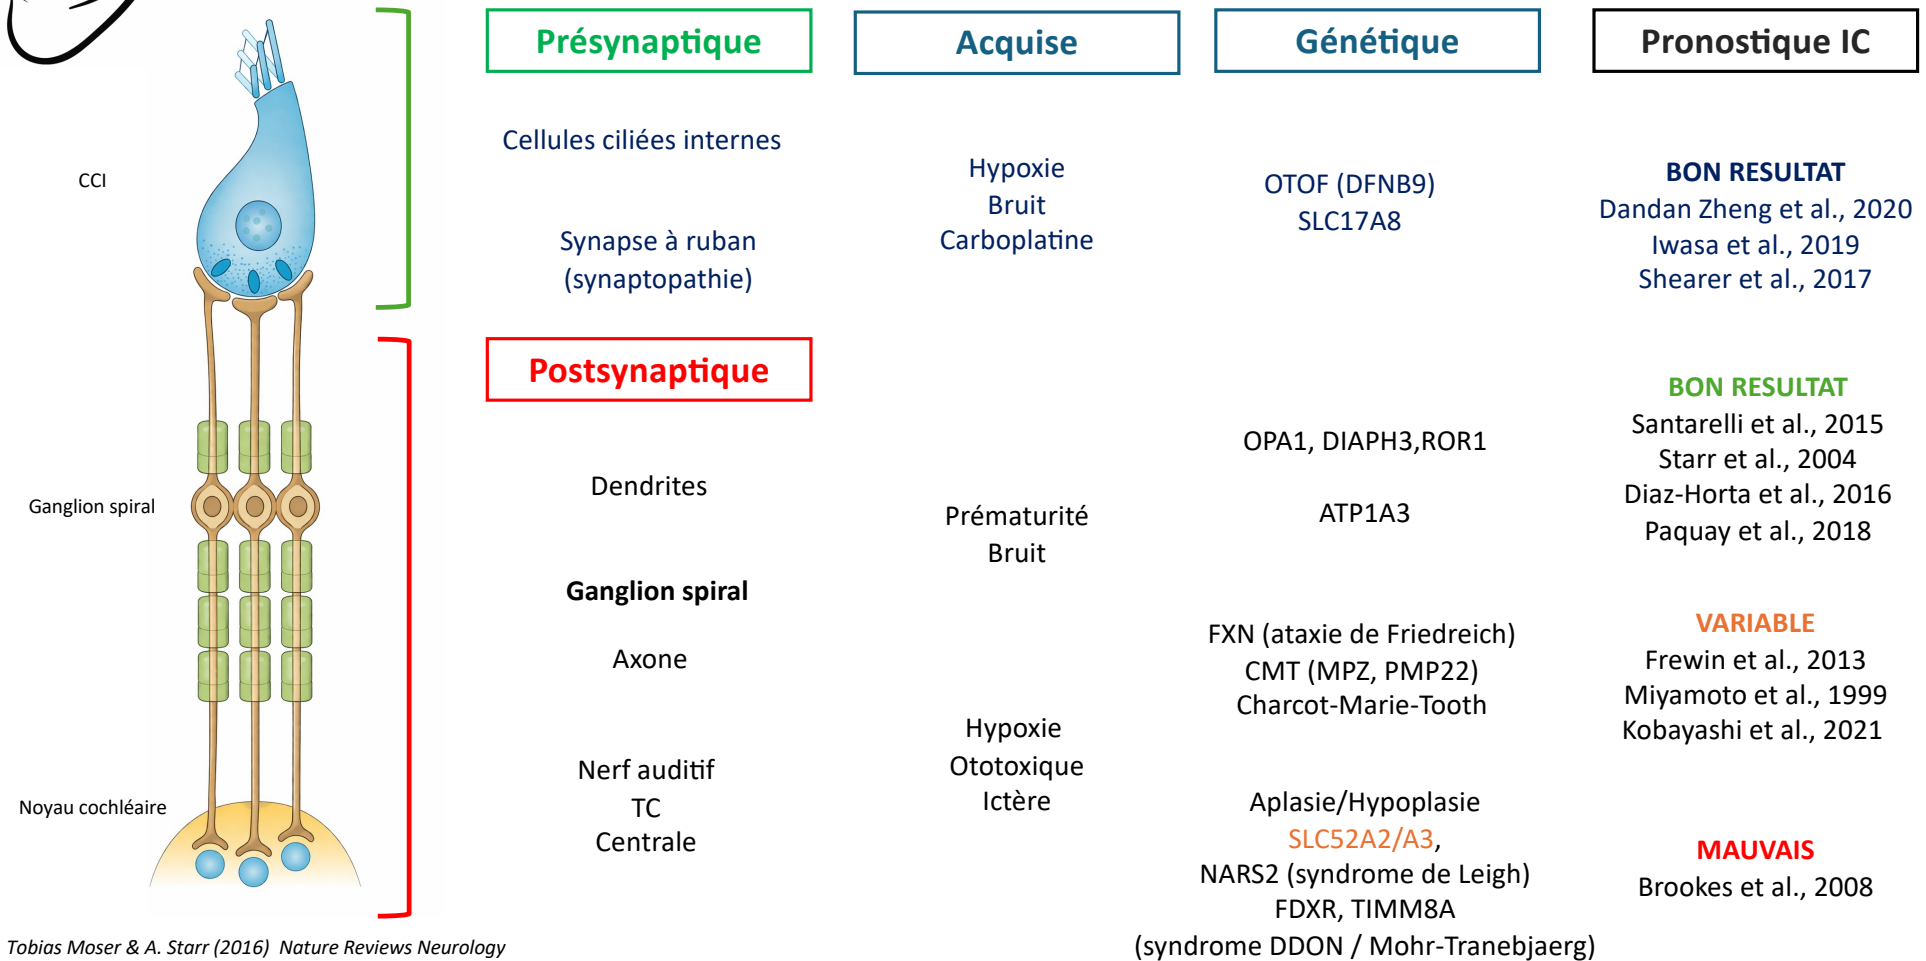 Présynaptique
Acquise
Génétique
Pronostique IC
CCI
Cellules ciliées internes
Synapse à ruban
(synaptopathie)
Hypoxie
Bruit
Carboplatine
OTOF (DFNB9)
SLC17A8
BON RESULTAT
Dandan Zheng et al., 2020
Iwasa et al., 2019
Shearer et al., 2017
Postsynaptique
Ganglion spiral
Dendrites
Ganglion spiral
Axone
Prématurité
Bruit
OPA1, DIAPH3,ROR1
ATP1A3
BON RESULTAT
Santarelli et al., 2015
Starr et al., 2004
Diaz-Horta et al., 2016
Paquay et al., 2018
FXN (ataxie de Friedreich)
CMT (MPZ, PMP22)
Charcot-Marie-Tooth
VARIABLE
Frewin et al., 2013
Miyamoto et al., 1999
Kobayashi et al., 2021
Noyau cochléaire
Nerf auditif
TC
Centrale
Hypoxie
Ototoxique
Ictère
Aplasie/Hypoplasie
SLC52A2/A3,
NARS2 (syndrome de Leigh)
FDXR, TIMM8A
(syndrome DDON / Mohr-Tranebjaerg)
MAUVAIS
Brookes et al., 2008
Tobias Moser & A. Starr (2016) Nature Reviews Neurology